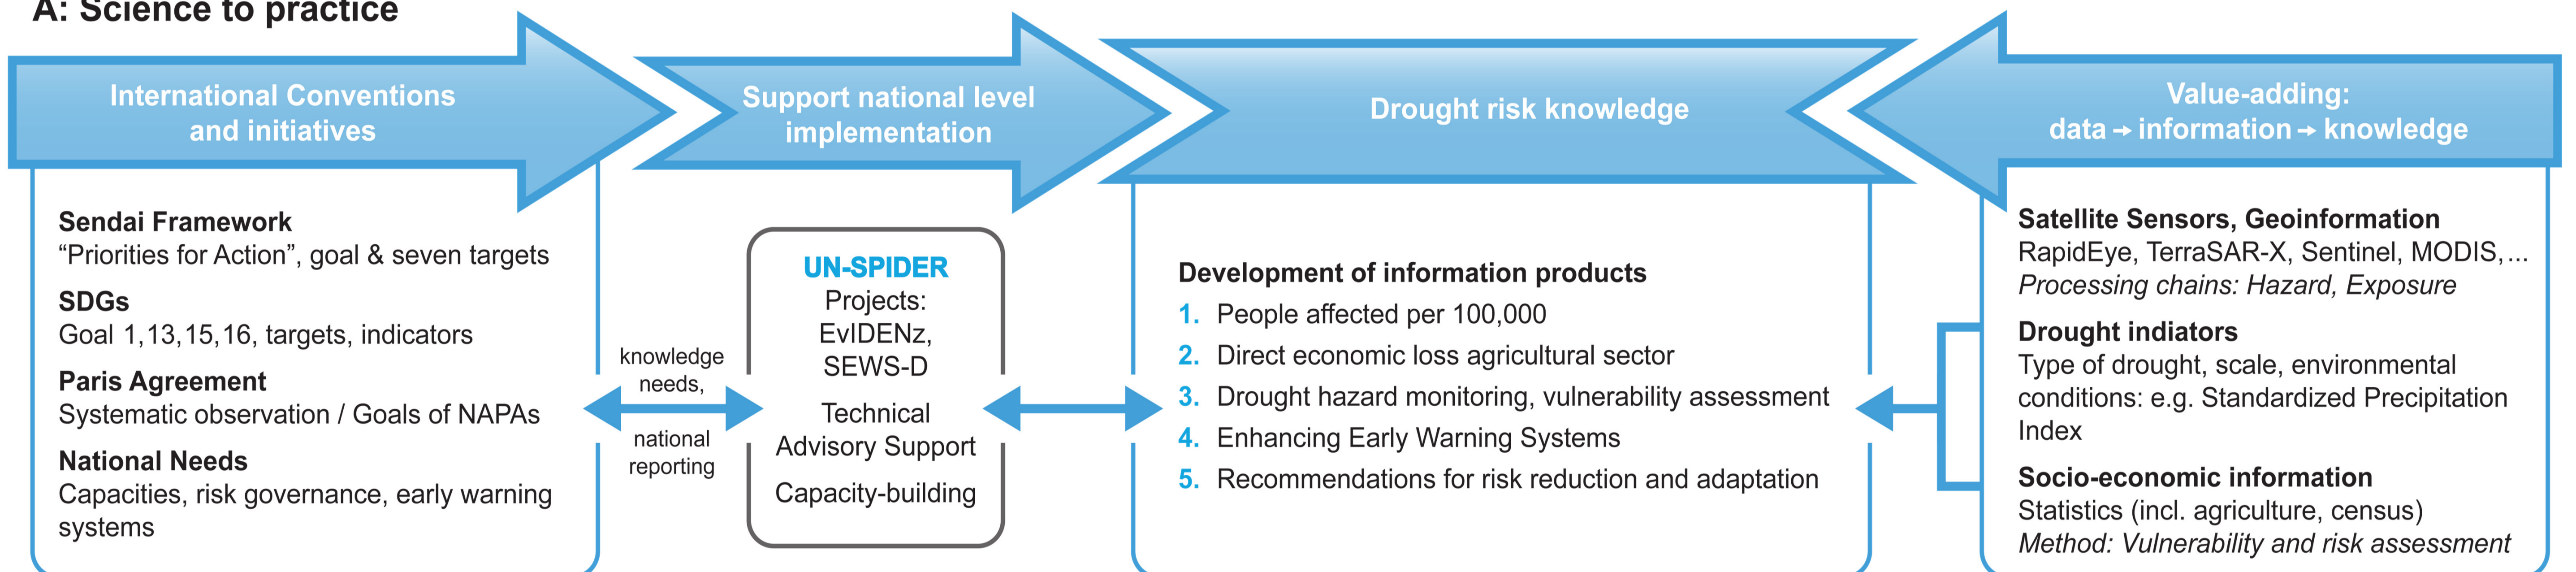 A: Science to practice
International Conventions
and initiatives
Support national level
implementation
Drought risk knowledge
Value-adding:
data → information → knowledge
Sendai Framework
“Priorities for Action”, goal & seven targets
SDGs
Goal 1,13,15,16, targets, indicators
Paris Agreement
Systematic observation / Goals of NAPAs
National Needs
Capacities, risk governance, early warning
systems
knowledge
needs,
national
reporting
UN-SPIDER
Projects:
EvIDENz,
SEWS-D
Technical
Advisory Support
Capacity-building
Development of information products
1. People affected per 100,000
2. Direct economic loss agricultural sector
3. Drought hazard monitoring, vulnerability assessment
4. Enhancing Early Warning Systems
5. Recommendations for risk reduction and adaptation
Satellite Sensors, Geoinformation
RapidEye, TerraSAR-X, Sentinel, MODIS,...
Processing chains: Hazard, Exposure
Drought indiators
Type of drought, scale, environmental
conditions: e.g. Standardized Precipitation
Index
Socio-economic information
Statistics (incl. agriculture, census)
Method: Vulnerability and risk assessment